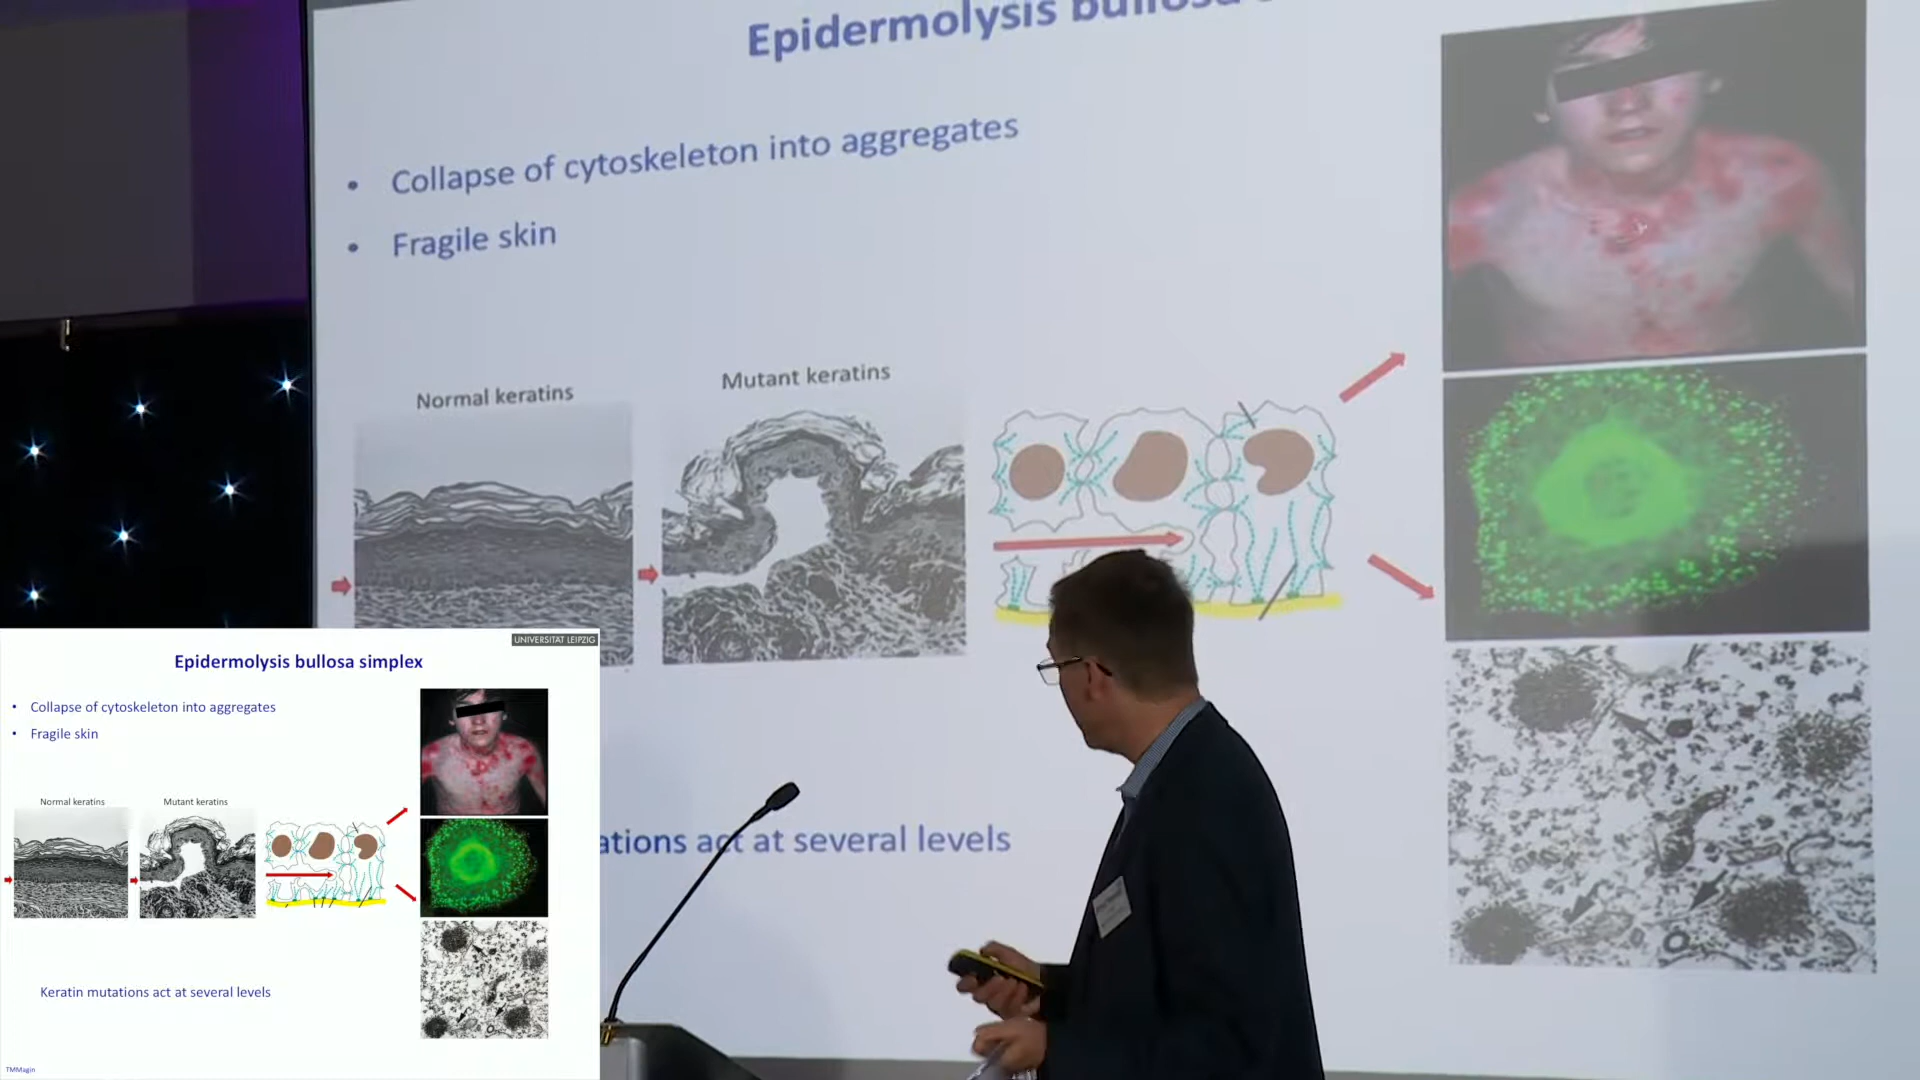 Epidermolysis bullosa
• Collapse of cytoskeleton into aggregates
• Fragile skin
Normal keratins
Mutant keratins
ations act at several levels
UNIVERSITAT LEIPZIG
Epidermolysis bullosa simplex
• Collapse of cytoskeleton into aggregates
• Fragile skin
Normal keratins
Mutant keratins
Keratin mutations act at several levels
TMMagin